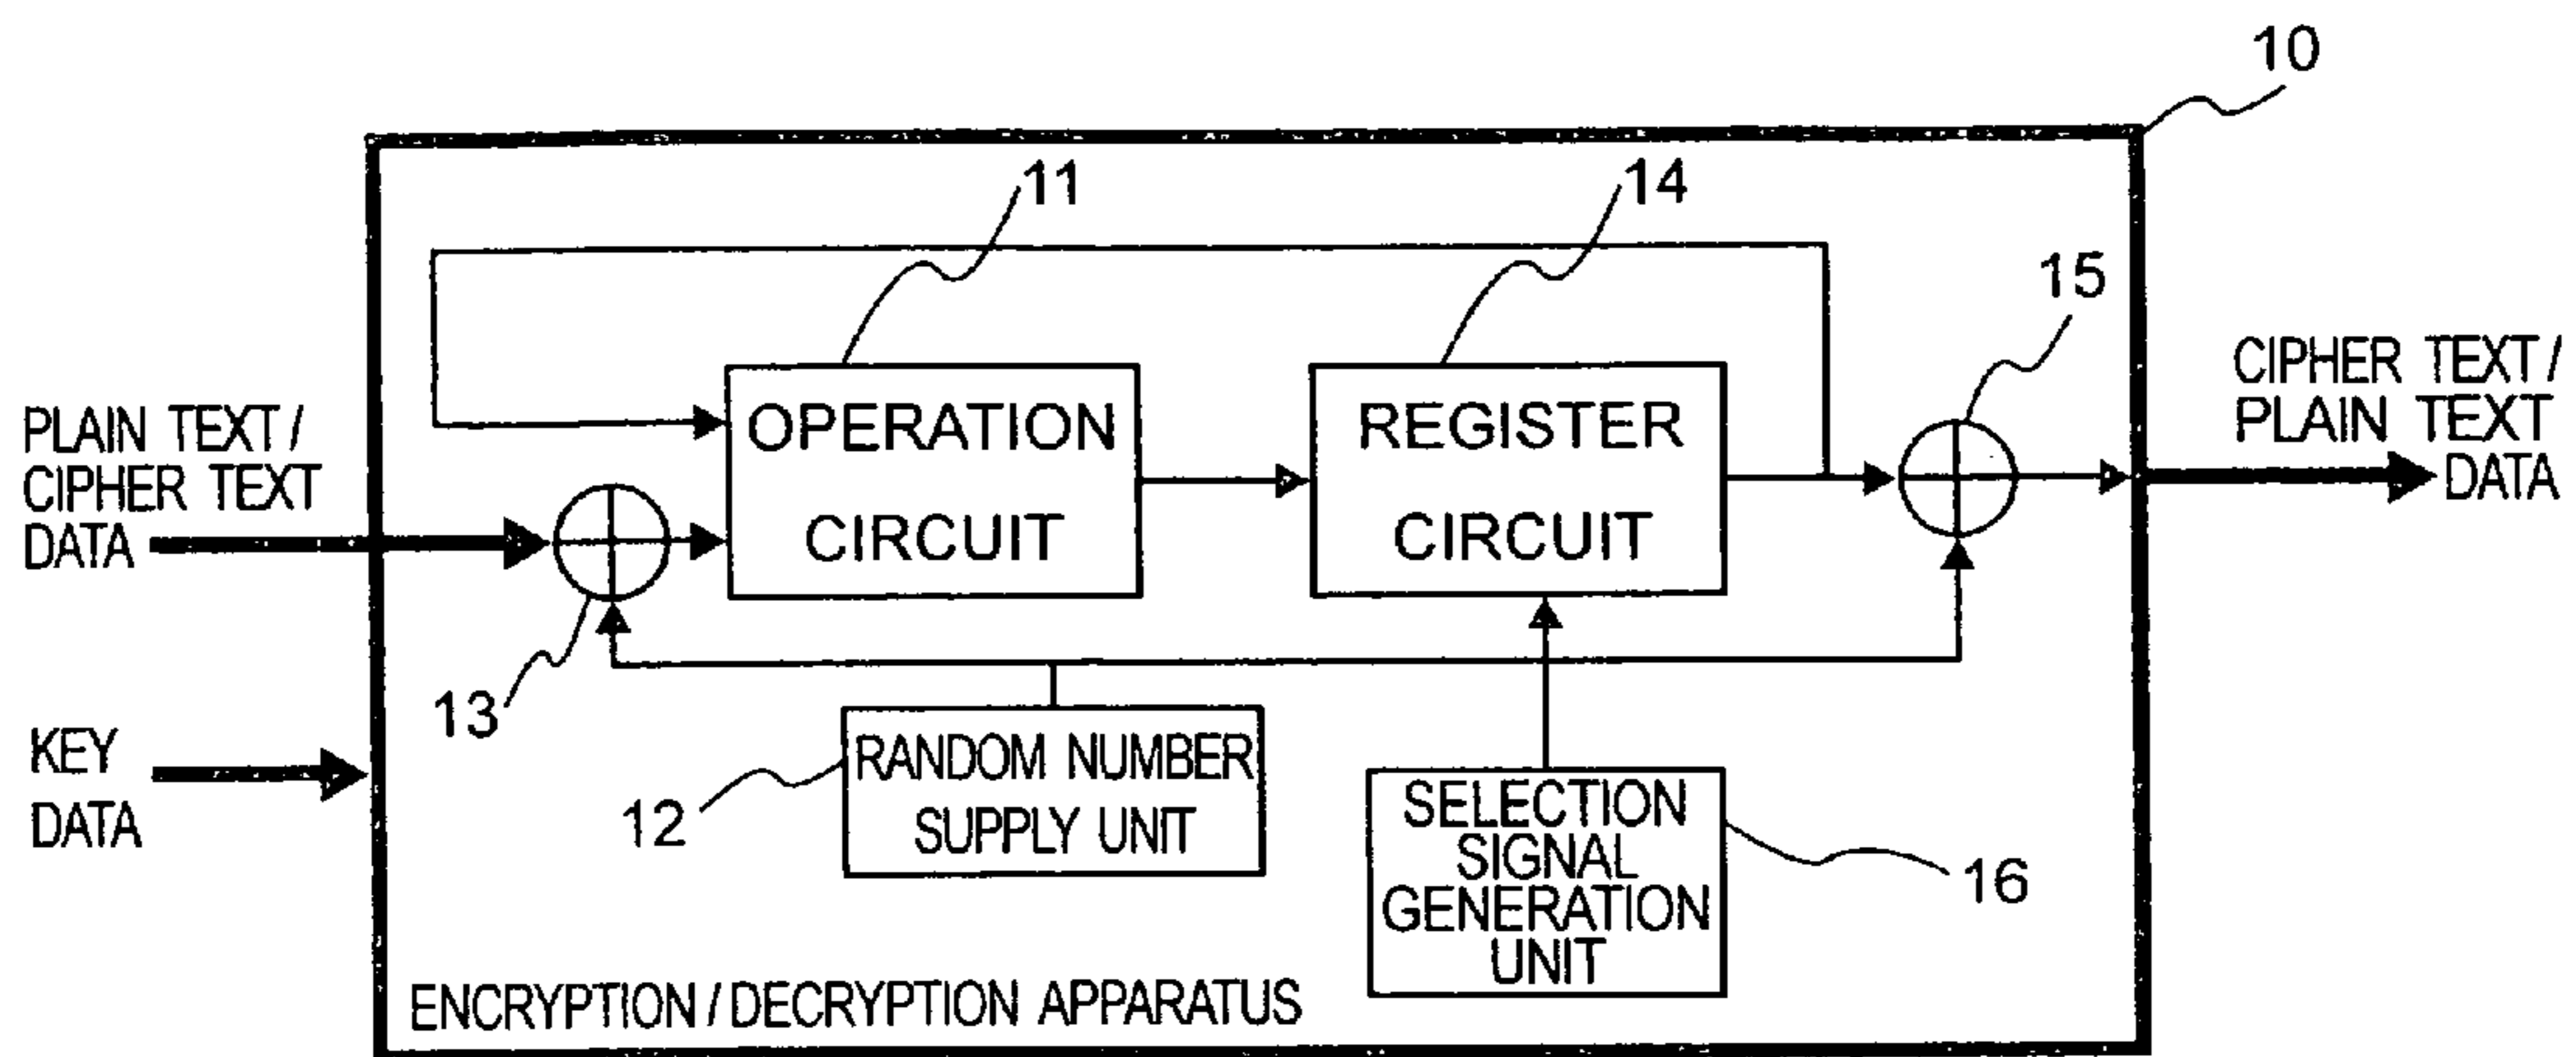 10
11
14
15
PLAIN TEXT /
CIPHER TEXT
DATA
OPERATION
CIRCUIT
REGISTER
CIRCUIT
CIPHER TEXT /
PLAIN TEXT
DATA
13
KEY
DATA
12
RANDOM NUMBER
SUPPLY UNIT
SELECTION
SIGNAL
GENERATION
UNIT
16
ENCRYPTION / DECRYPTION APPARATUS